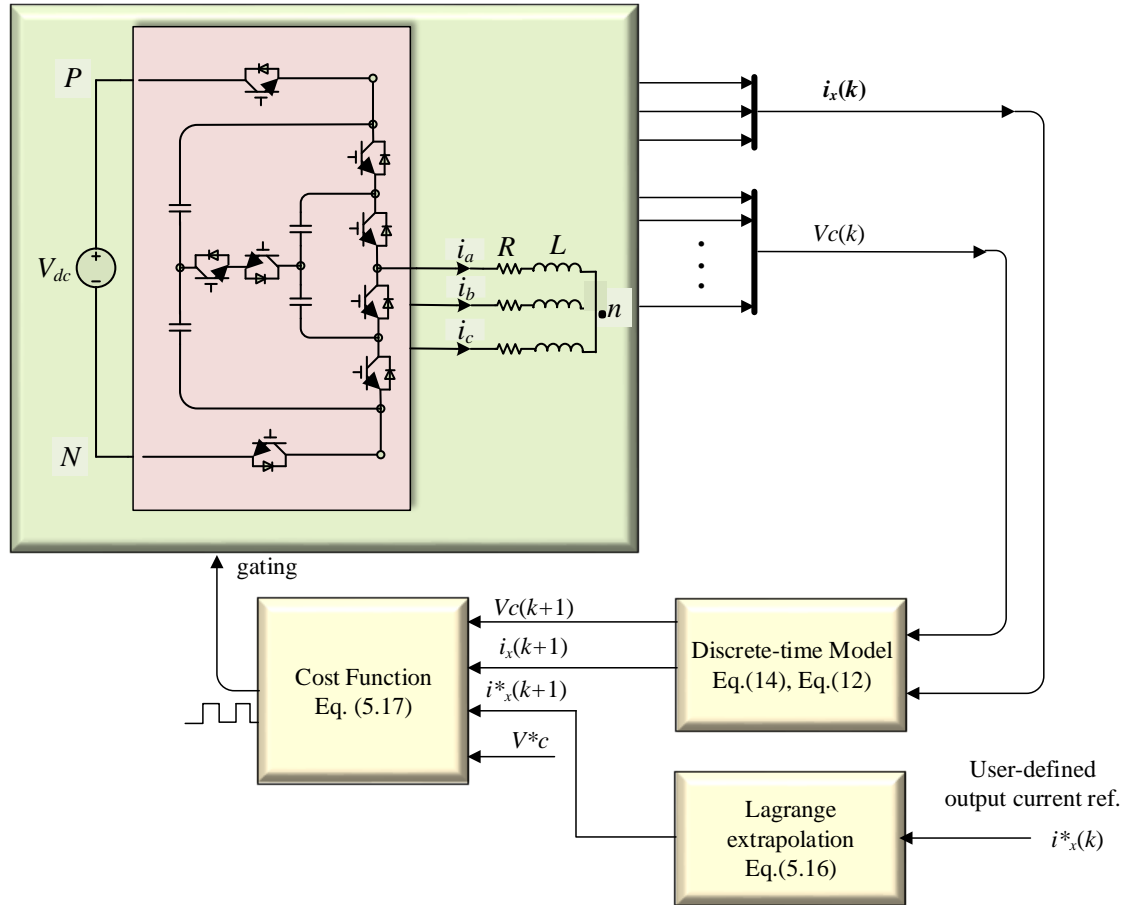 P
i_x(k)
Vc(k)
V_dc
+
−
i_a R L
i_b
i_c
n
N
gating
Vc(k+1)
i_x(k+1)
i*_x(k+1)
V*c
Cost Function
Eq. (5.17)
Discrete-time Model
Eq.(14), Eq.(12)
Lagrange
extrapolation
Eq.(5.16)
User-defined
output current ref.
i*_x(k)